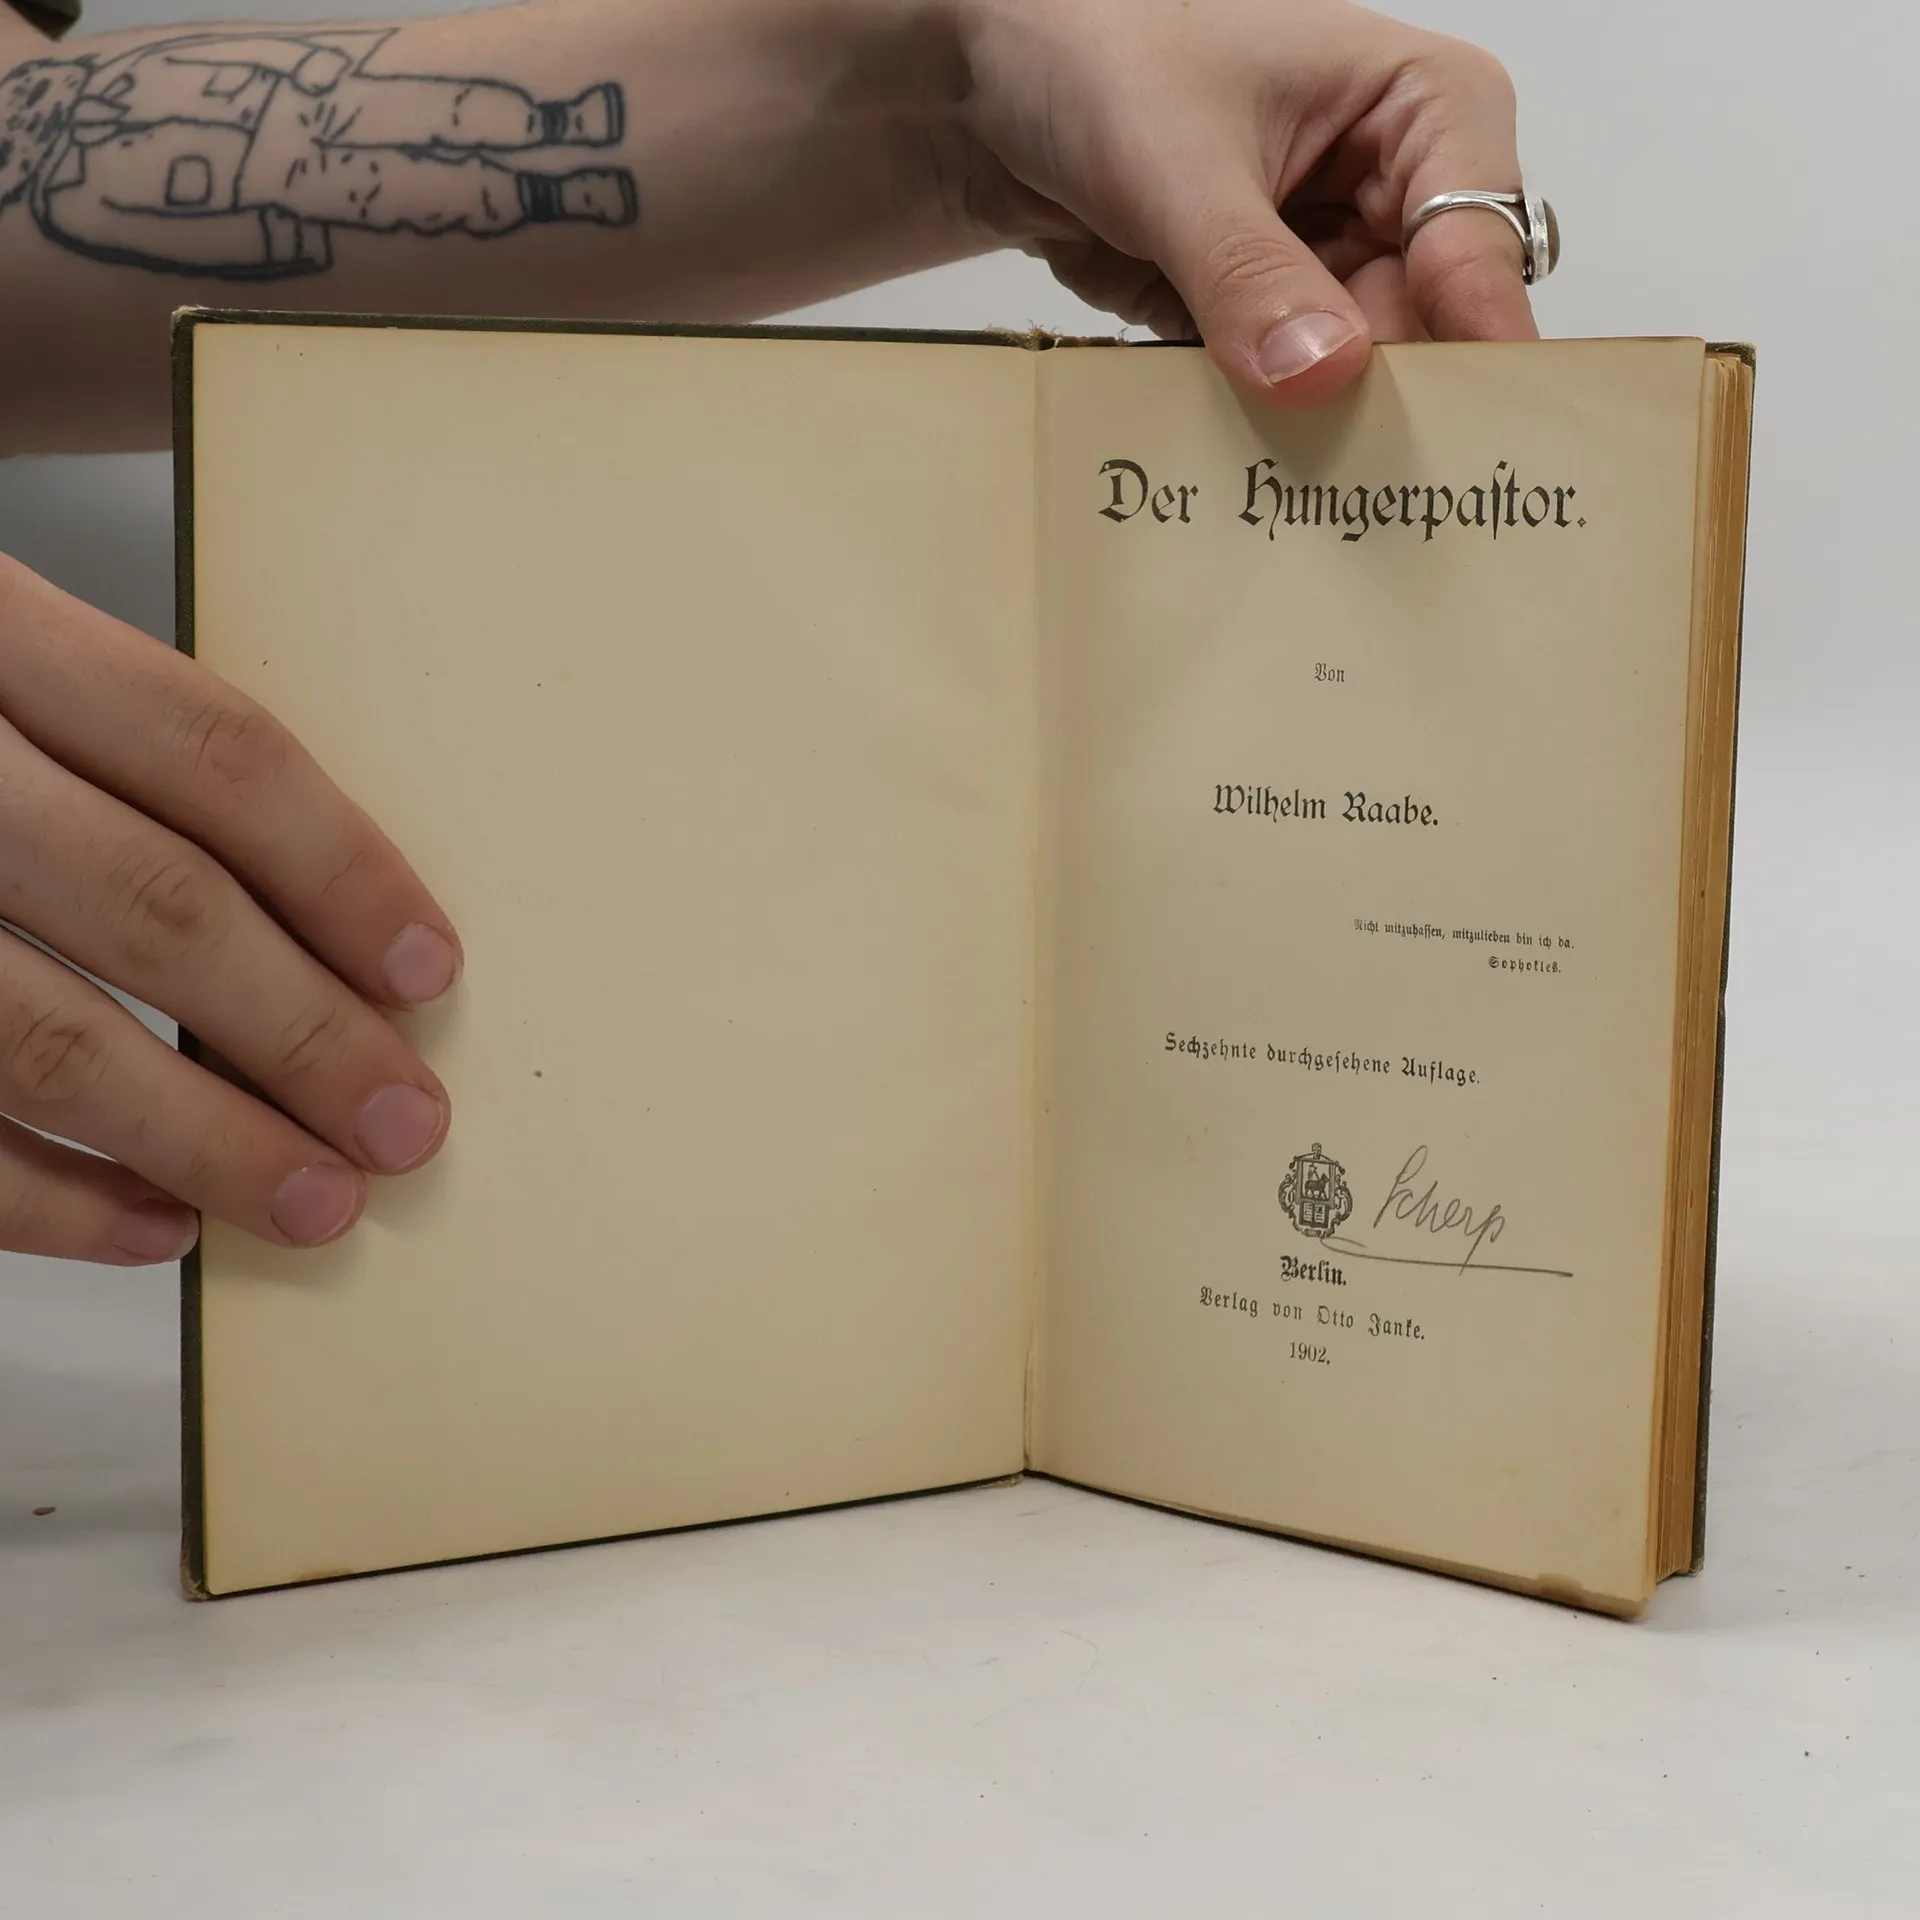 Der Hungerpaſtor.
Von
Wilhelm Raabe.
Nicht mitzuhaſſen, mitzulieben bin ich da.
Sophokles.
Sechzehnte durchgeſehene Auflage.
Scherp
Berlin.
Verlag von Otto Janke.
1902.